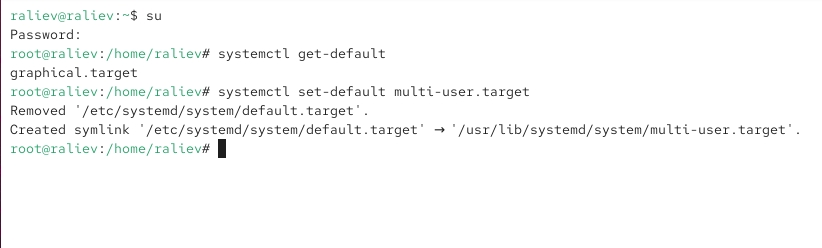 raliev@raliev:~$ su
Password:
root@raliev:/home/raliev# systemctl get-default
graphical.target
root@raliev:/home/raliev# systemctl set-default multi-user.target
Removed '/etc/systemd/system/default.target'.
Created symlink '/etc/systemd/system/default.target' → '/usr/lib/systemd/system/multi-user.target'.
root@raliev:/home/raliev#